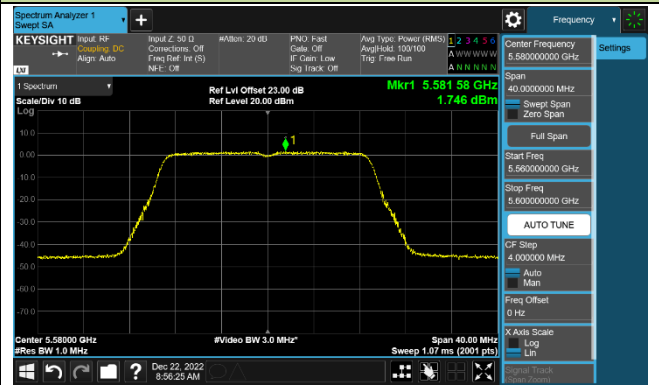 Spectrum Analyzer 1
Swept SA
Frequency
KEYSIGHT
Input: RF
Coupling: DC
Align: Auto
Input Z: 50 Ω
Corrections: Off
Freq Ref: Int (S)
NFE: Off
#Atten: 20 dB
PNO: Fast
Gate: Off
IF Gain: Low
Sig Track: Off
Avg Type: Power (RMS)
Avg|Hold: 100/100
Trig: Free Run
1 2 3 4 5 6
A W W W W W
A N N N N N
LXI
1 Spectrum
Scale/Div 10 dB
Log
Ref Lvl Offset 23.00 dB
Ref Level 20.00 dBm
Mkr1 5.581 58 GHz
1.746 dBm
1
10.0
0.00
-10.0
-20.0
-30.0
-40.0
-50.0
-60.0
-70.0
Center 5.58000 GHz
#Res BW 1.0 MHz
#Video BW 3.0 MHz*
Span 40.00 MHz
Sweep 1.07 ms (2001 pts)
Dec 22, 2022
8:56:25 AM
Center Frequency
5.580000000 GHz
Settings
Span
40.0000000 MHz
Swept Span
Zero Span
Full Span
Start Freq
5.560000000 GHz
Stop Freq
5.600000000 GHz
AUTO TUNE
CF Step
4.000000 MHz
Auto
Man
Freq Offset
0 Hz
X Axis Scale
Log
Lin
Signal Track
(Span Zoom)